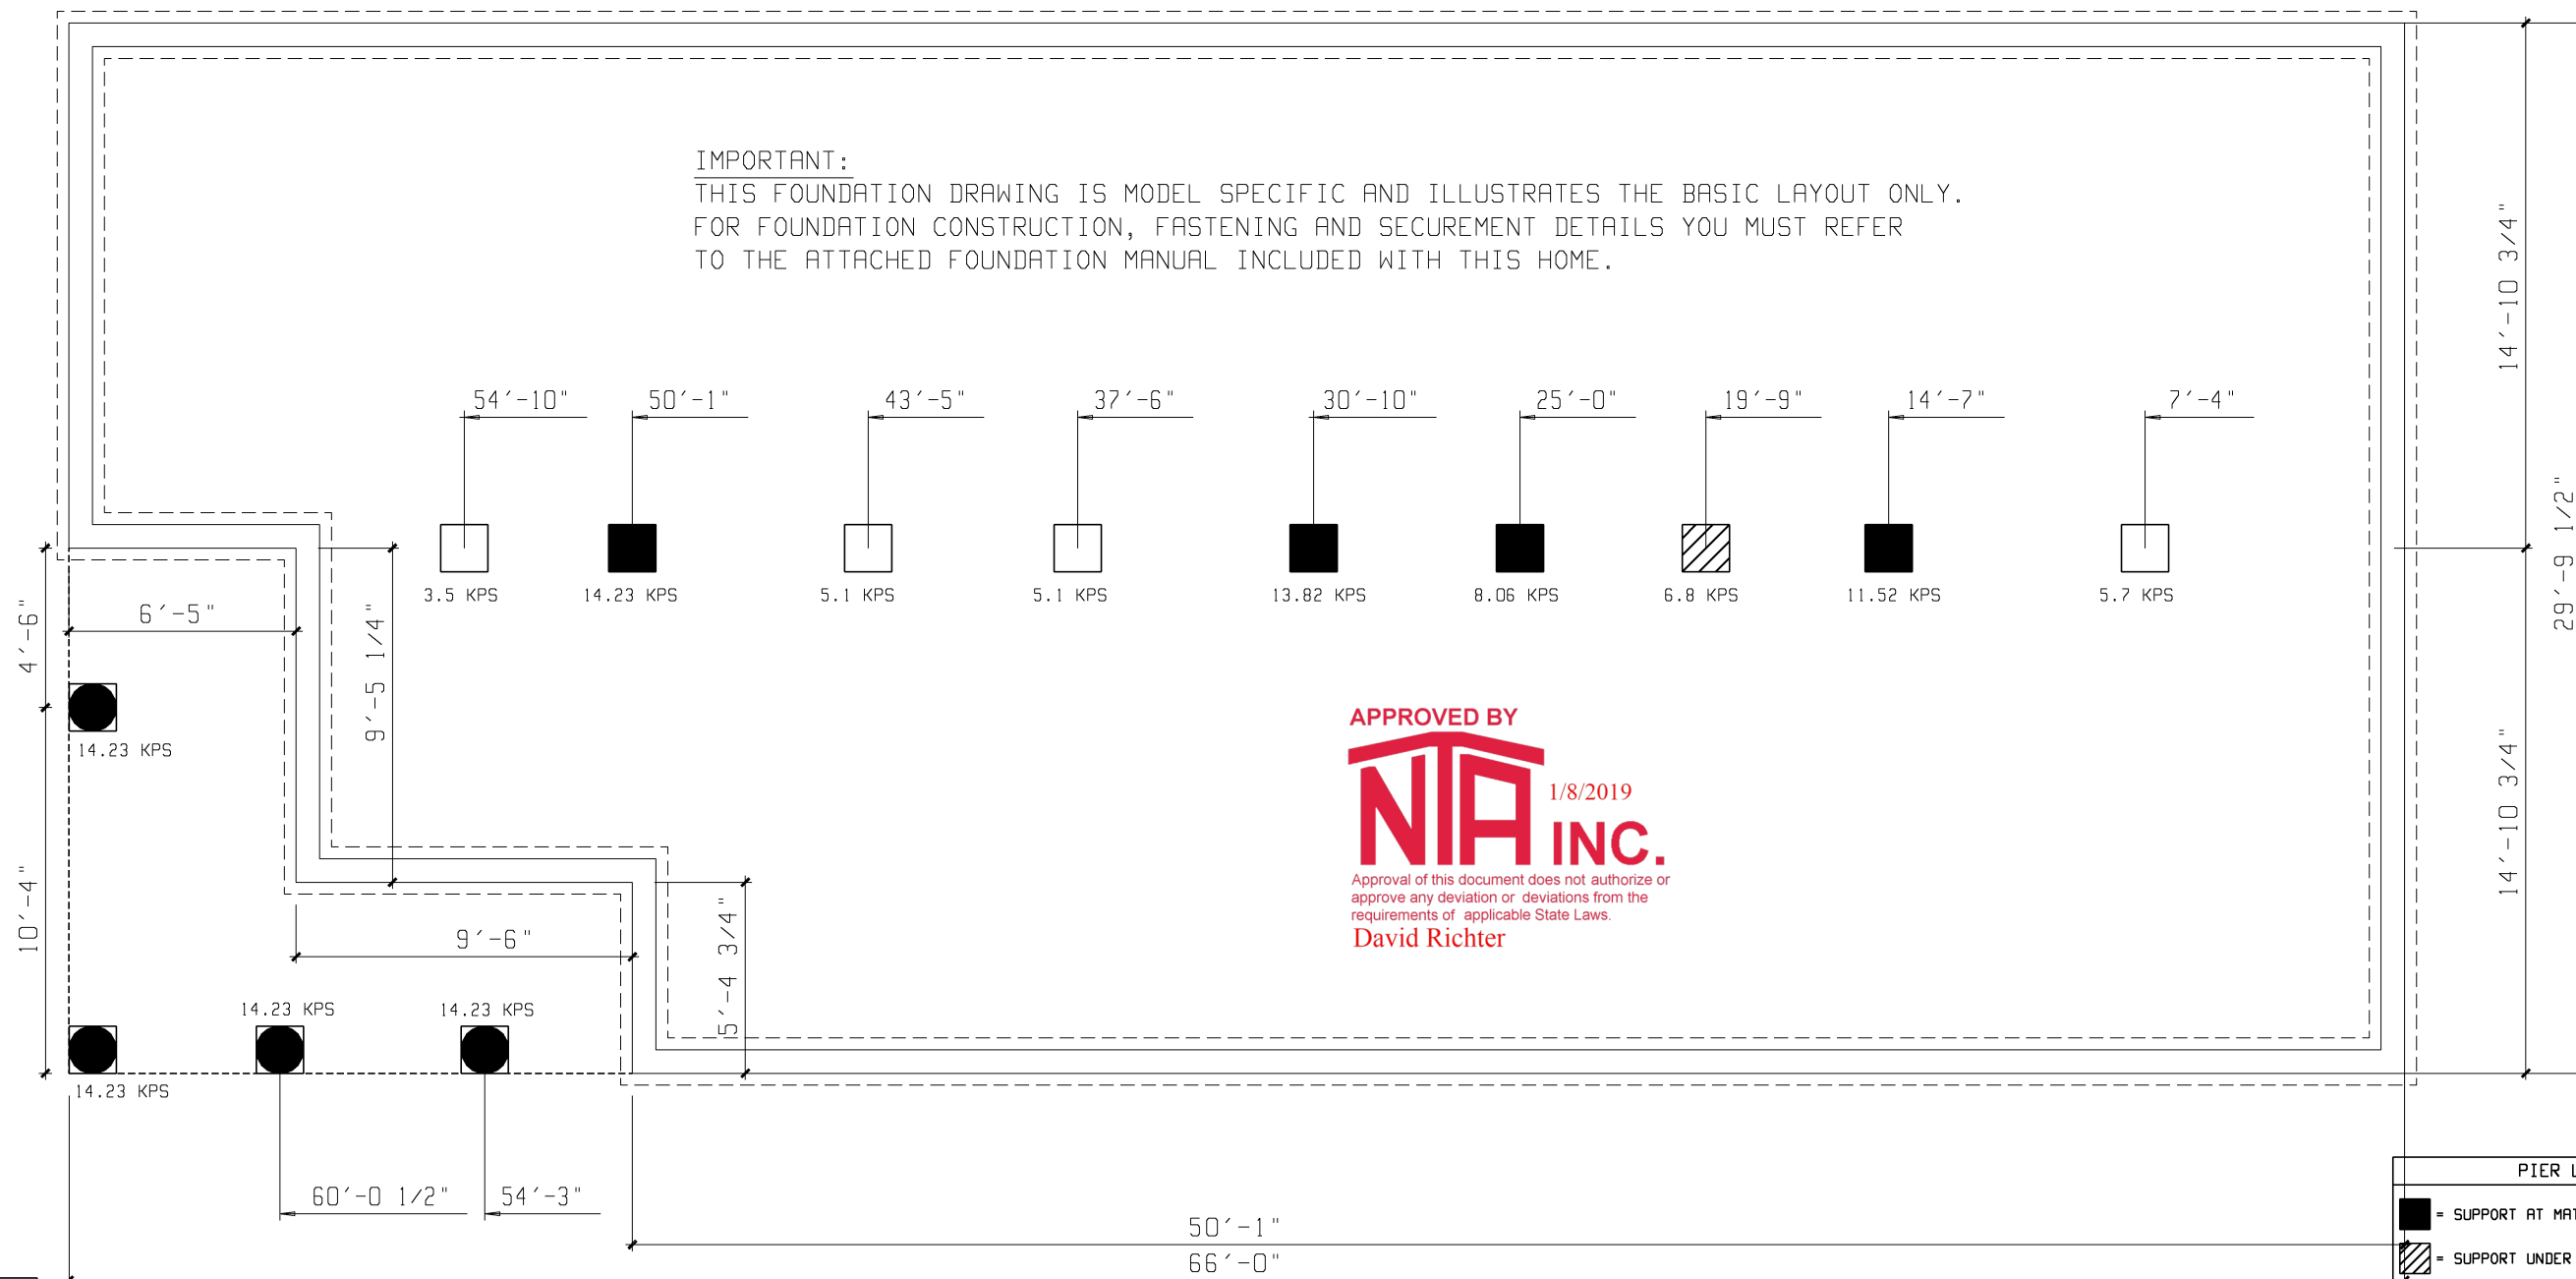 IMPORTANT:
THIS FOUNDATION DRAWING IS MODEL SPECIFIC AND ILLUSTRATES THE BASIC LAYOUT ONLY.
FOR FOUNDATION CONSTRUCTION, FASTENING AND SECUREMENT DETAILS YOU MUST REFER
TO THE ATTACHED FOUNDATION MANUAL INCLUDED WITH THIS HOME.
14'-10 3/4"
54'-10"
50'-1"
43'-5"
37'-6"
30'-10"
25'-0"
19'-9"
14'-7"
7'-4"
29'-9 1/2"
3.5 KPS
14.23 KPS
5.1 KPS
5.1 KPS
13.82 KPS
8.06 KPS
6.8 KPS
11.52 KPS
5.7 KPS
4'-6"
6'-5"
9'-5 1/4"
14.23 KPS
APPROVED BY
NTA
1/8/2019
INC.
Approval of this document does not authorize or
approve any deviation or deviations from the
requirements of applicable State Laws.
David Richter
14'-10 3/4"
10'-4"
9'-6"
5'-4 3/4"
14.23 KPS
14.23 KPS
14.23 KPS
60'-0 1/2"
54'-3"
50'-1"
66'-0"
PIER
= SUPPORT AT
= SUPPORT UNDER